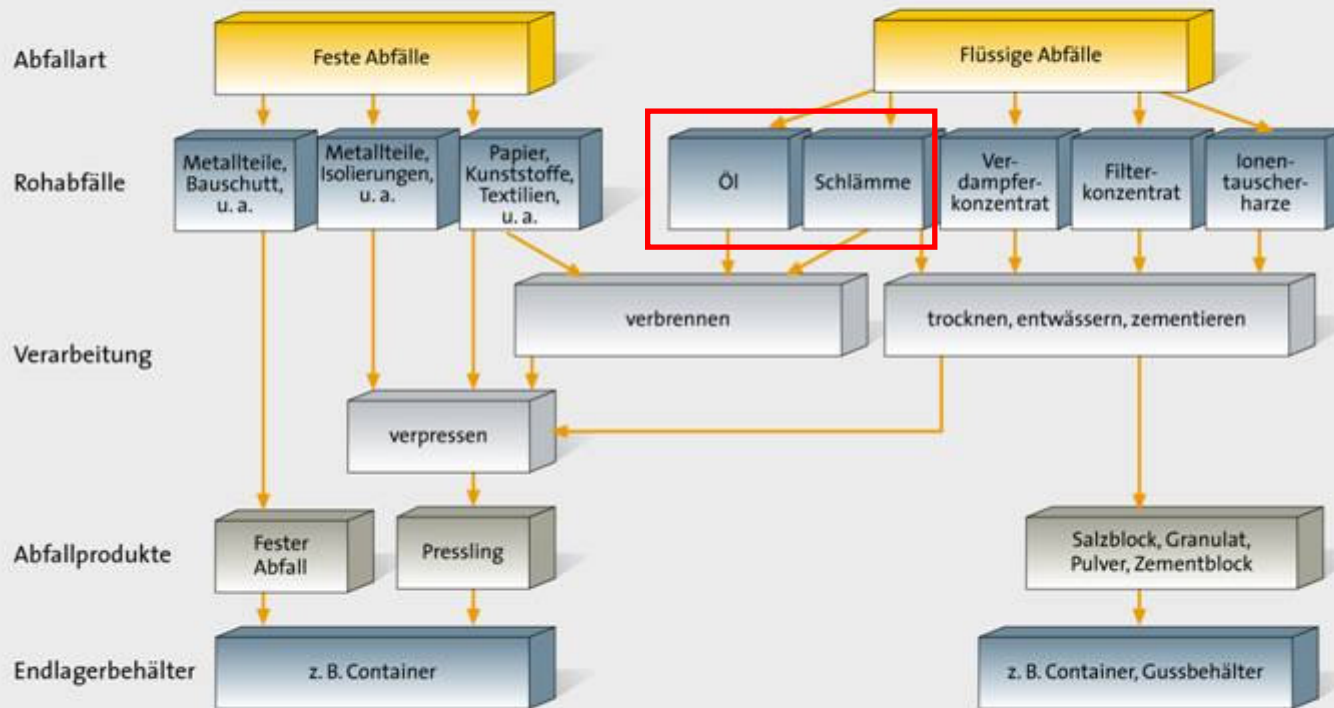 Abfallart
Feste Abfälle
Flüssige Abfälle
Rohabfälle
Metallteile,
Bauschutt,
u. a.
Metallteile,
Isolierungen,
u. a.
Papier,
Kunststoffe,
Textilien,
u. a.
Öl
Schlämme
Ver-
dampfer-
konzentrat
Filter-
konzentrat
Ionen-
tauscher-
harze
Verarbeitung
verbrennen
trocknen, entwässern, zementieren
verpressen
Abfallprodukte
Fester
Abfall
Pressling
Salzblock, Granulat,
Pulver, Zementblock
Endlagerbehälter
z. B. Container
z. B. Container, Gussbehälter